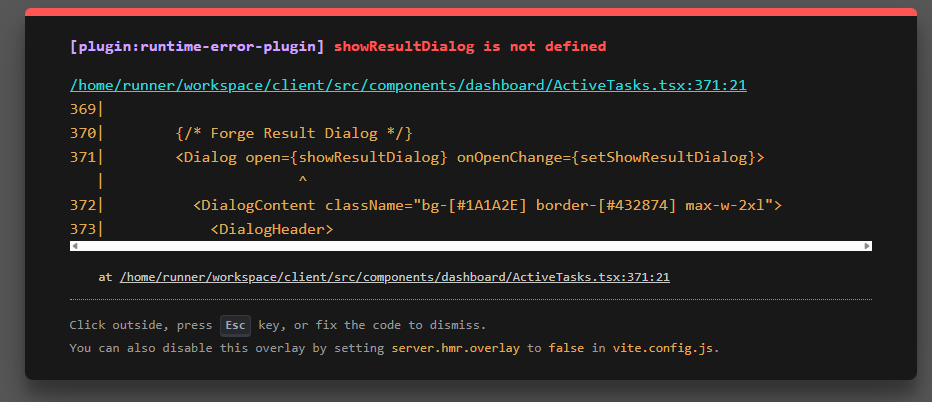 [plugin:runtime-error-plugin] showResultDialog is not defined
/home/runner/workspace/client/src/components/dashboard/ActiveTasks.tsx:371:21
369|
370|        {/* Forge Result Dialog */}
371|        <Dialog open={showResultDialog} onOpenChange={setShowResultDialog}>
   |                       ^
372|          <DialogContent className="bg-[#1A1A2E] border-[#432874] max-w-2xl">
373|            <DialogHeader>
at /home/runner/workspace/client/src/components/dashboard/ActiveTasks.tsx:371:21
Click outside, press Esc key, or fix the code to dismiss.
You can also disable this overlay by setting server.hmr.overlay to false in vite.config.js.